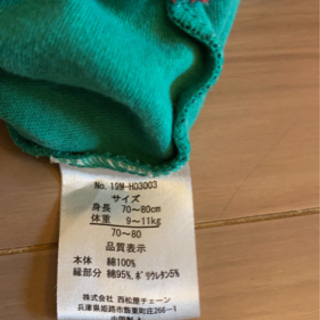 No.19M-HD3003
サイズ
身長 70〜80cm
体重 9〜11kg
70〜80
品質表示
本体 綿100%
縁部分 綿95%、ポリウレタン5%
株式会社 西松屋チェーン
兵庫県姫路市飾東町庄266-1